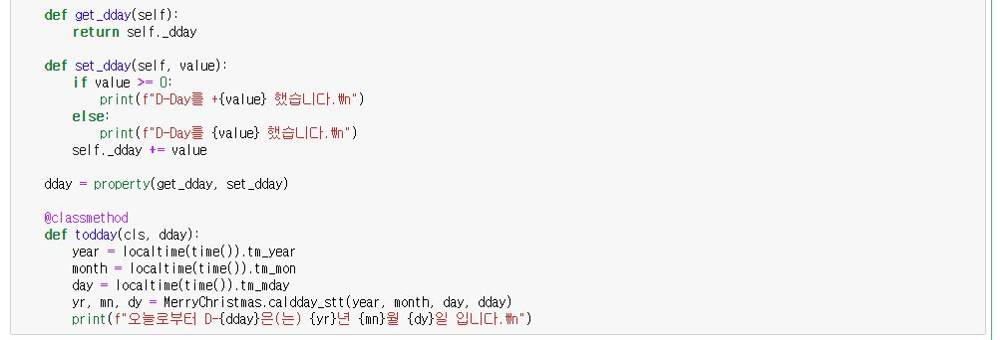 def get_dday(self):
    return self._dday

def set_dday(self, value):
    if value >= 0:
        print(f"D-Day를 +{value} 했습니다.₩n")
    else:
        print(f"D-Day를 {value} 했습니다.₩n")
    self._dday += value

dday = property(get_dday, set_dday)

@classmethod
def todday(cls, dday):
    year = localtime(time()).tm_year
    month = localtime(time()).tm_mon
    day = localtime(time()).tm_mday
    yr, mn, dy = MerryChristmas.caldday_stt(year, month, day, dday)
    print(f"오늘로부터 D-{dday}은(는) {yr}년 {mn}월 {dy}일 입니다.₩n")